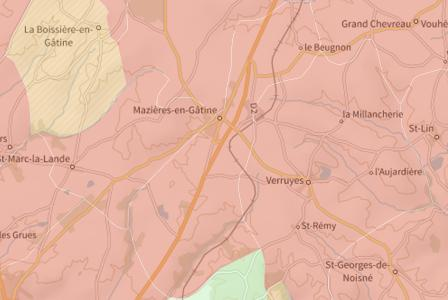 Grand Chevreau
Vouhé
La Boissière-en-
Gâtine
le Beugnon
Mazières-en-Gâtine
D2
la Millancherie
St-Lin
St-Marc-la-Lande
l'Aujardière
Verruyes
les Grues
St-Rémy
St-Georges-de-
Noisné